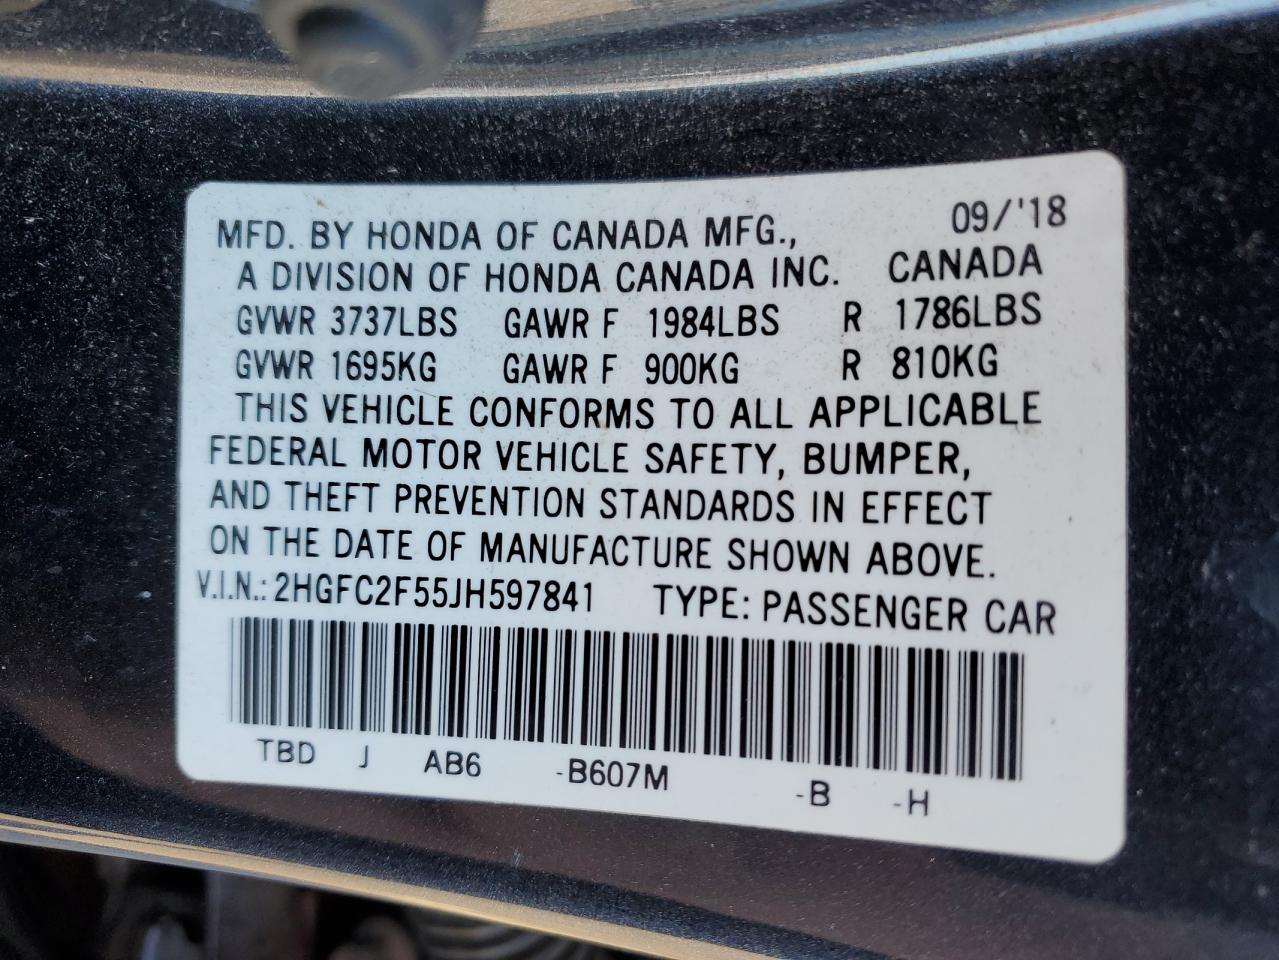 MFD. BY HONDA OF CANADA MFG., 09/'18
A DIVISION OF HONDA CANADA INC. CANADA
GVWR 3737LBS GAWR F 1984LBS R 1786LBS
GVWR 1695KG GAWR F 900KG R 810KG
THIS VEHICLE CONFORMS TO ALL APPLICABLE
FEDERAL MOTOR VEHICLE SAFETY, BUMPER,
AND THEFT PREVENTION STANDARDS IN EFFECT
ON THE DATE OF MANUFACTURE SHOWN ABOVE.
V.I.N.: 2HGFC2F55JH597841 TYPE: PASSENGER CAR
TBD J AB6 -B607M -B -H